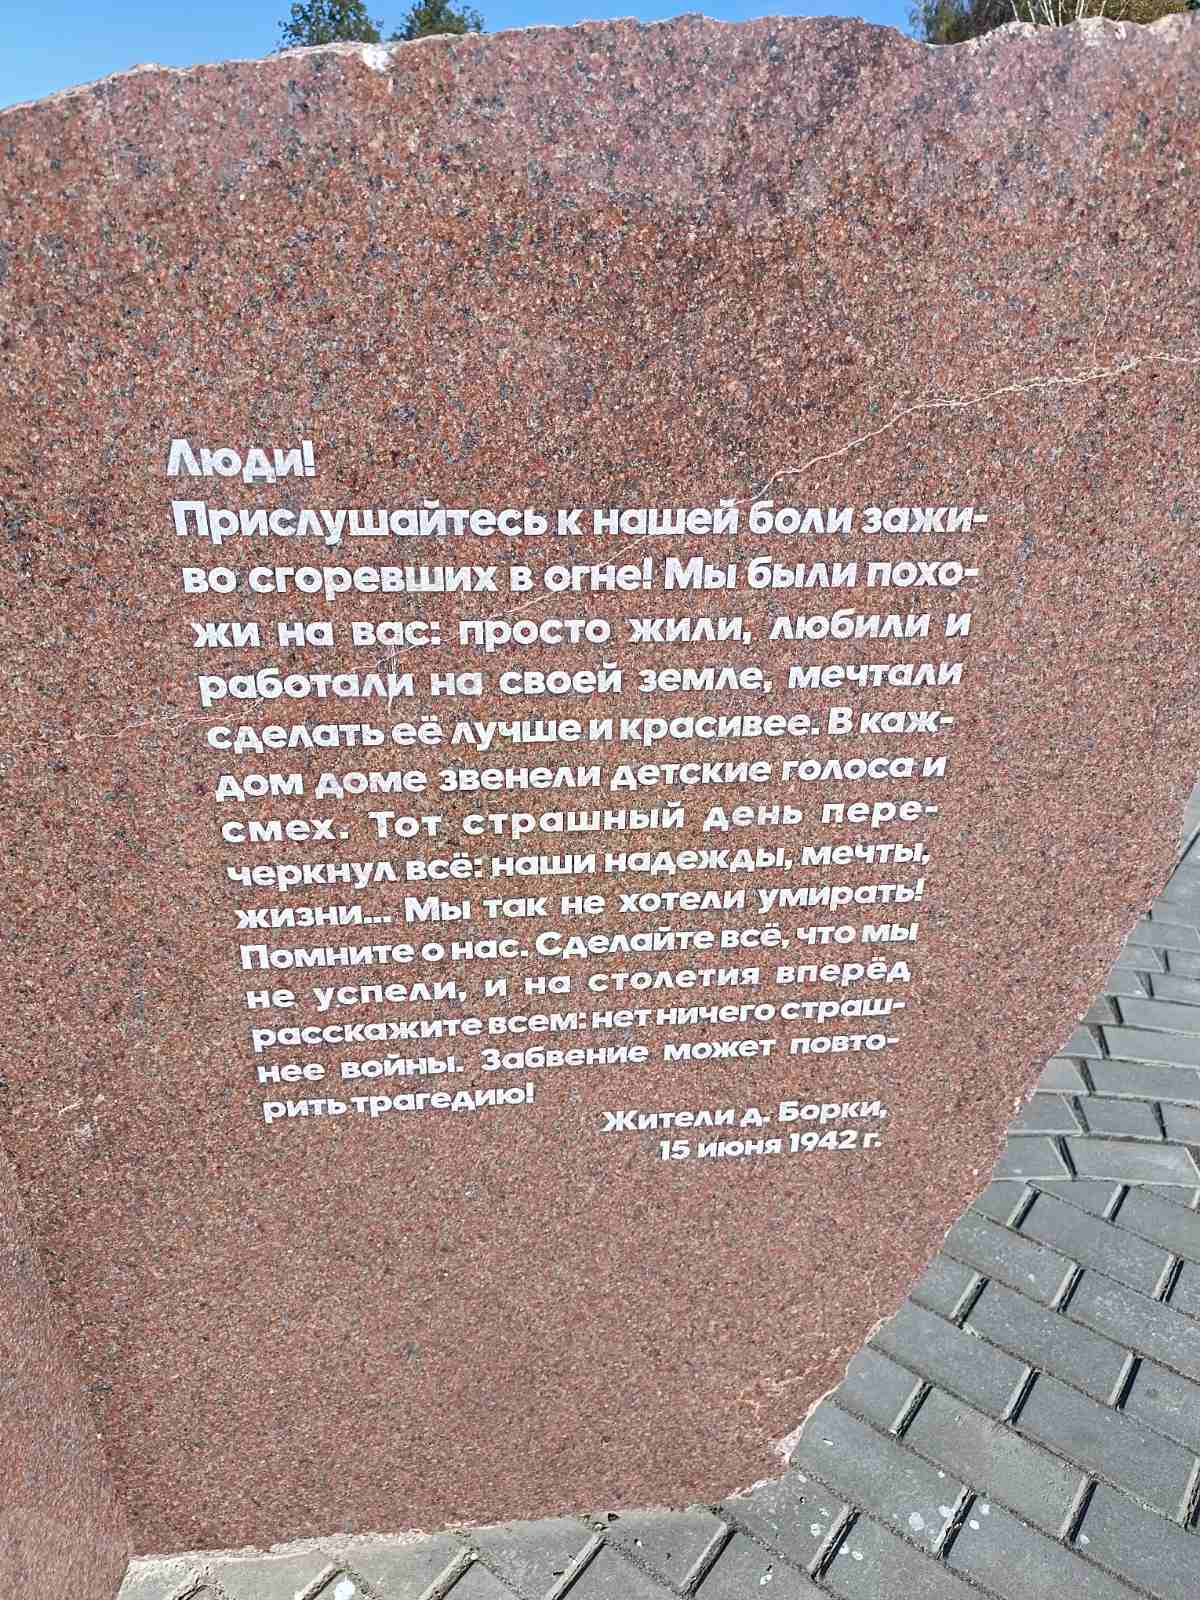 Люди!
Прислушайтесь к нашей боли зажи-
во сгоревших в огне! Мы были похо-
жи на вас: просто жили, любили и
работали на своей земле, мечтали
сделать её лучше и красивее. В каж-
дом доме звенели детские голоса и
смех. Тот страшный день пере-
черкнул всё: наши надежды, мечты,
жизни... Мы так не хотели умирать!
Помните о нас. Сделайте всё, что мы
не успели, и на столетия вперёд
расскажите всем: нет ничего страш-
нее войны. Забвение может повто-
рить трагедию!
Жители д. Борки,
15 июня 1942 г.